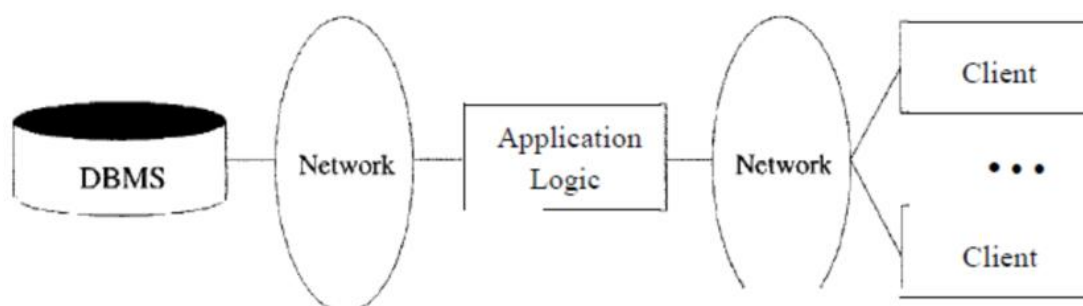 DBMS
Network
Application
Logic
Network
Client
• • •
Client